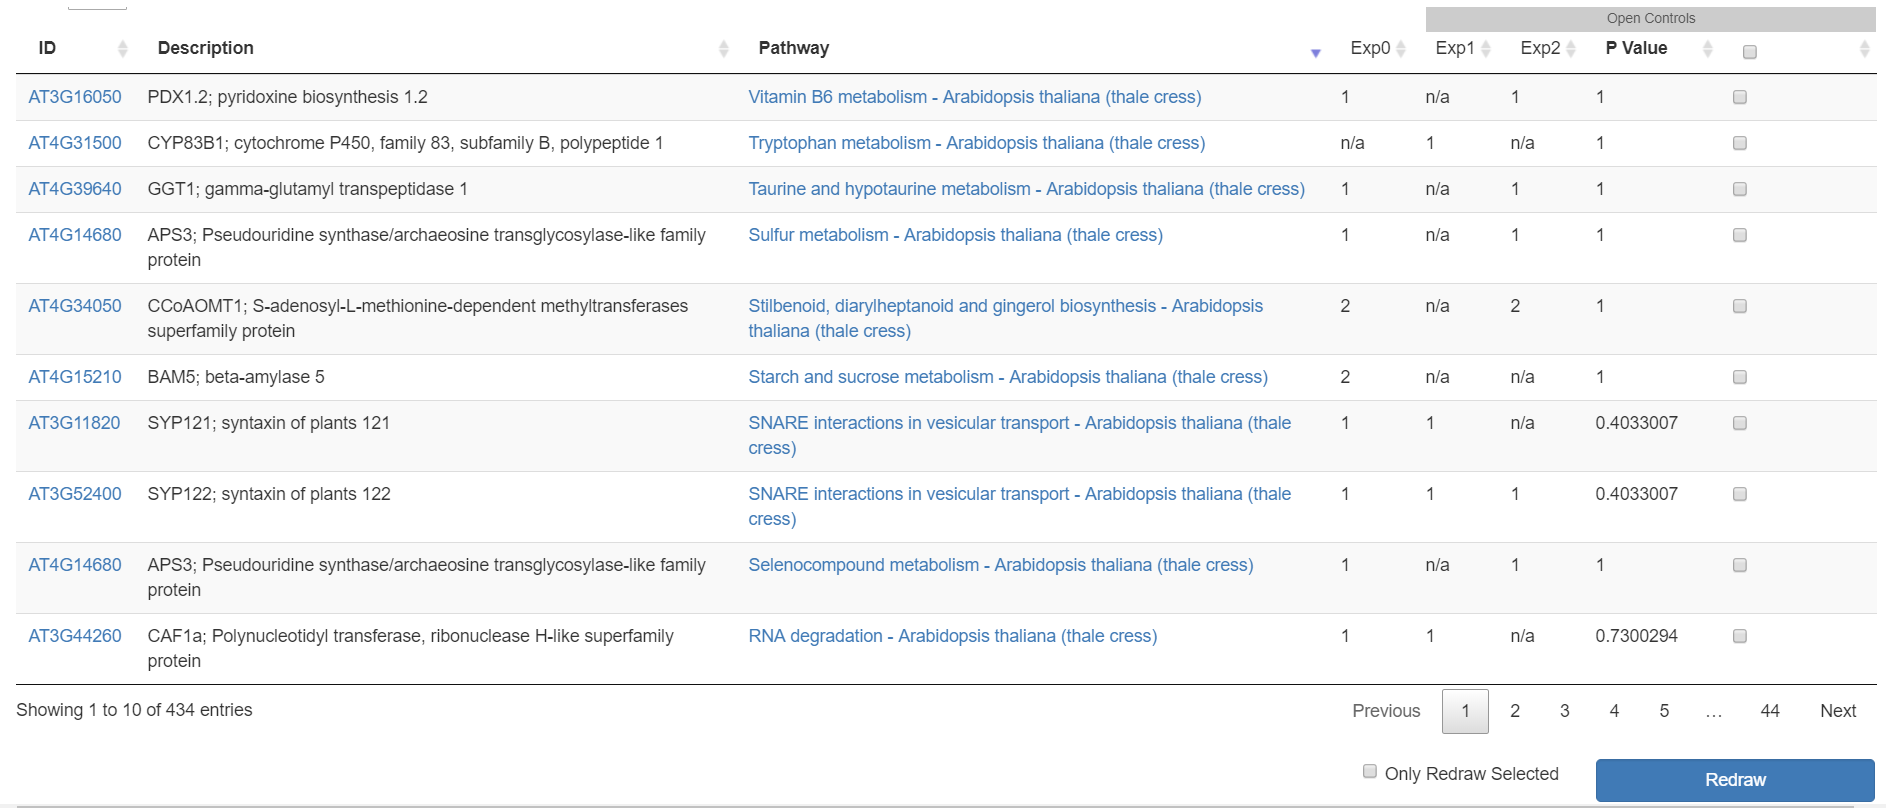 Open Controls
ID Description Pathway Exp0 Exp1 Exp2 P Value
AT3G16050 PDX1.2; pyridoxine biosynthesis 1.2 Vitamin B6 metabolism - Arabidopsis thaliana (thale cress) 1 n/a 1 1
AT4G31500 CYP83B1; cytochrome P450, family 83, subfamily B, polypeptide 1 Tryptophan metabolism - Arabidopsis thaliana (thale cress) n/a 1 n/a 1
AT4G39640 GGT1; gamma-glutamyl transpeptidase 1 Taurine and hypotaurine metabolism - Arabidopsis thaliana (thale cress) 1 n/a 1 1
AT4G14680 APS3; Pseudouridine synthase/archaeosine transglycosylase-like family Sulfur metabolism - Arabidopsis thaliana (thale cress) 1 n/a 1 1
protein
AT4G34050 CCoAOMT1; S-adenosyl-L-methionine-dependent methyltransferases Stilbenoid, diarylheptanoid and gingerol biosynthesis - Arabidopsis 2 n/a 2 1
superfamily protein thaliana (thale cress)
AT4G15210 BAM5; beta-amylase 5 Starch and sucrose metabolism - Arabidopsis thaliana (thale cress) 2 n/a n/a 1
AT3G11820 SYP121; syntaxin of plants 121 SNARE interactions in vesicular transport - Arabidopsis thaliana (thale 1 1 n/a 0.4033007
cress)
AT3G52400 SYP122; syntaxin of plants 122 SNARE interactions in vesicular transport - Arabidopsis thaliana (thale 1 1 1 0.4033007
cress)
AT4G14680 APS3; Pseudouridine synthase/archaeosine transglycosylase-like family Selenocompound metabolism - Arabidopsis thaliana (thale cress) 1 n/a 1 1
protein
AT3G44260 CAF1a; Polynucleotidyl transferase, ribonuclease H-like superfamily RNA degradation - Arabidopsis thaliana (thale cress) 1 1 n/a 0.7300294
protein
Showing 1 to 10 of 434 entries Previous 1 2 3 4 5 … 44 Next
Only Redraw Selected Redraw